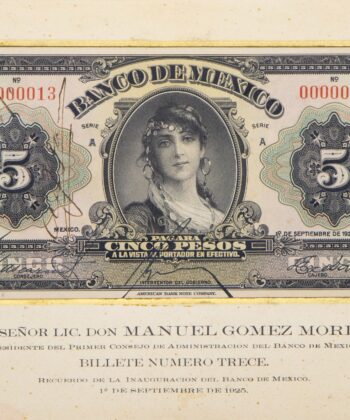 Nº Nº
0000013 00000
BANCO DE MEXICO
SERIE A SERIE A
5 5
MEXICO, 1º DE SEPTIEMBRE DE 192
PAGARA
CINCO PESOS
A LA VISTA AL PORTADOR EN EFECTIVO.
CONSEJERO. INTERVENTOR DEL GOBIERNO CAJERO.
AMERICAN BANK NOTE COMPANY.
SEÑOR LIC. DON MANUEL GOMEZ MORI
ESIDENTE DEL PRIMER CONSEJO DE ADMINISTRACION DEL BANCO DE MEXI
BILLETE NUMERO TRECE.
RECUERDO DE LA INAUGURACION DEL BANCO DE MEXICO.
1º DE SEPTIEMBRE DE 1925.